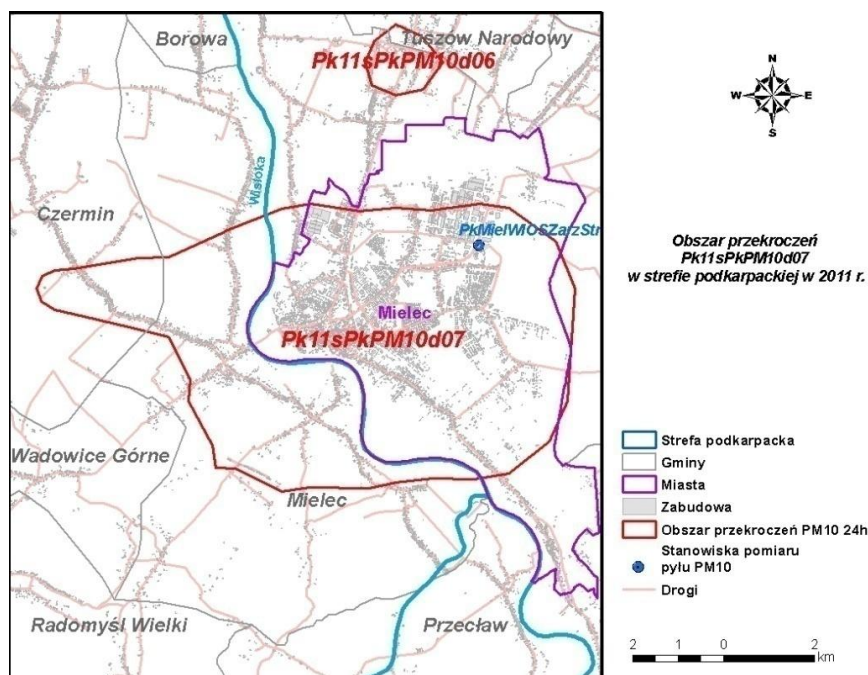 Borowa
Tuszów Narodowy
Pk11sPkPM10d06
Wisłoka
Czermin
PkMielWIOSZarzStr
Mielec
Pk11sPkPM10d07
Wadowice Górne
Mielec
Radomyśl Wielki
Przecław
N
W E
S
Obszar przekroczeń
Pk11sPkPM10d07
w strefie podkarpackiej w 2011 r.
Strefa podkarpacka
Gminy
Miasta
Zabudowa
Obszar przekroczeń PM10 24h
Stanowiska pomiaru
pyłu PM10
Drogi
2 1 0 2
km